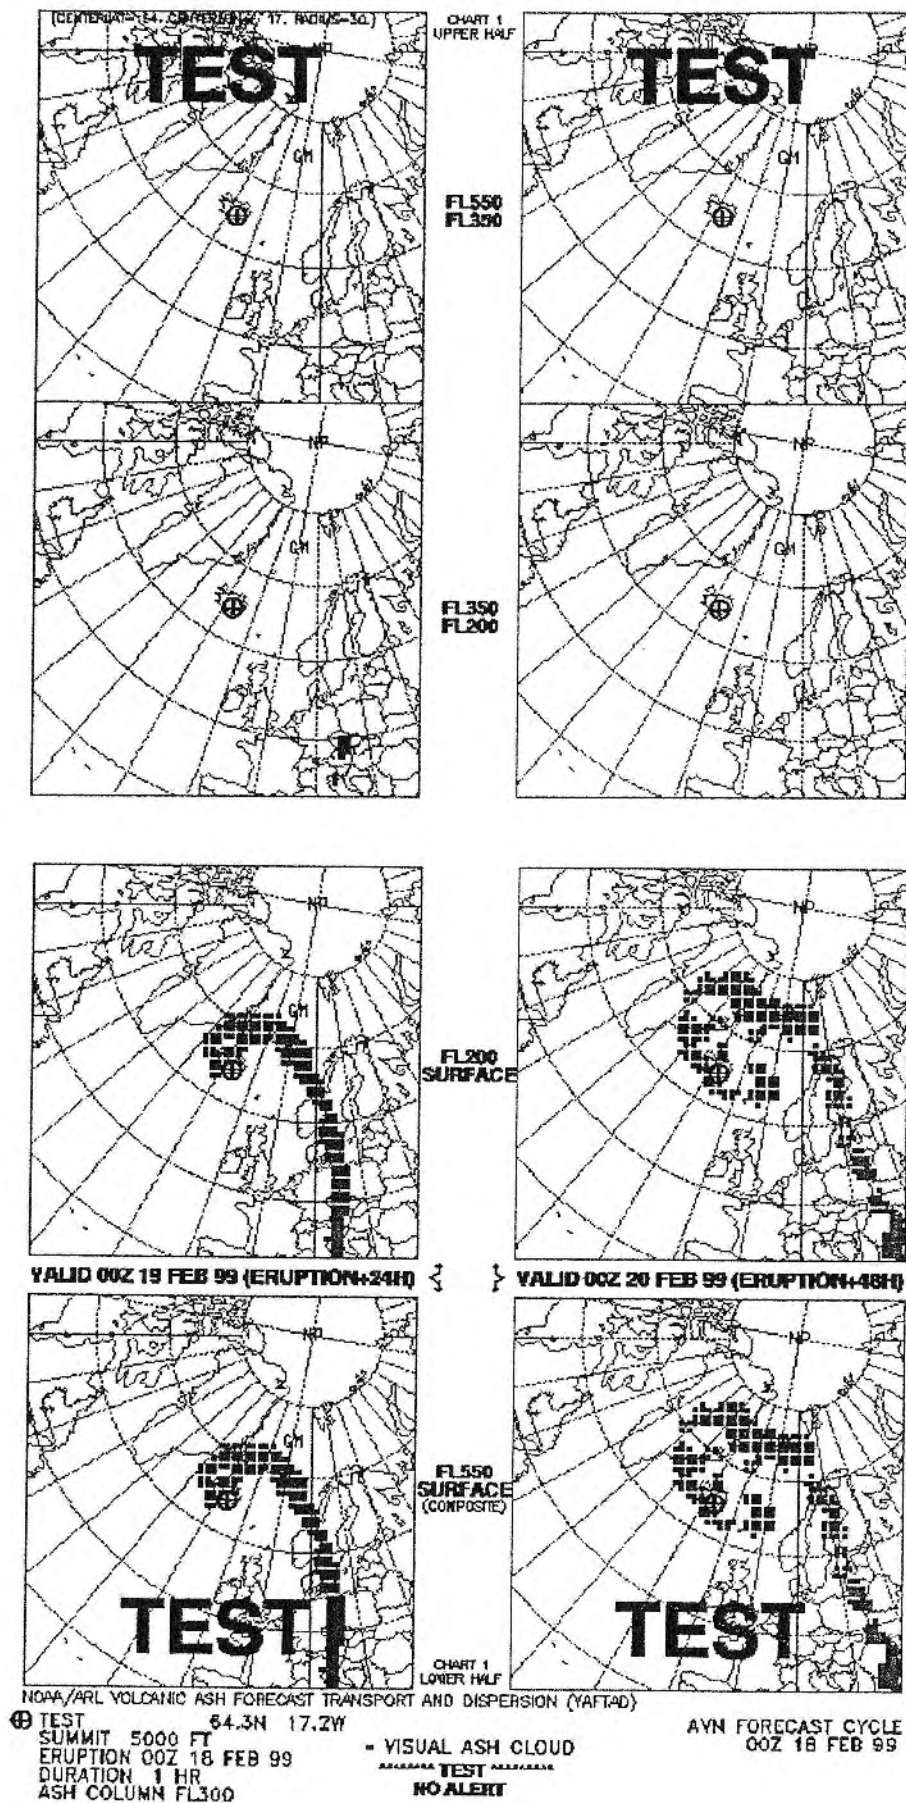 CHART 1
UPPER HALF
TEST
TEST
NP
GM
GM
FL550
FL350
NP
NP
GM
GM
FL350
FL200
NP
NP
GM
FL200
SURFACE
VALID 00Z 19 FEB 99 (ERUPTION+24H)
VALID 00Z 20 FEB 99 (ERUPTION+48H)
NP
NP
GM
FL550
SURFACE
(COMPOSITE)
TEST
TEST
CHART 1
LOWER HALF
NOAA/ARL VOLCANIC ASH FORECAST TRANSPORT AND DISPERSION (VAFTAD)
TEST 64.3N 17.2W
SUMMIT 5000 FT
ERUPTION 00Z 18 FEB 99
DURATION 1 HR
ASH COLUMN FL300
= VISUAL ASH CLOUD
******** TEST ********
NO ALERT
AVN FORECAST CYCLE
00Z 18 FEB 99